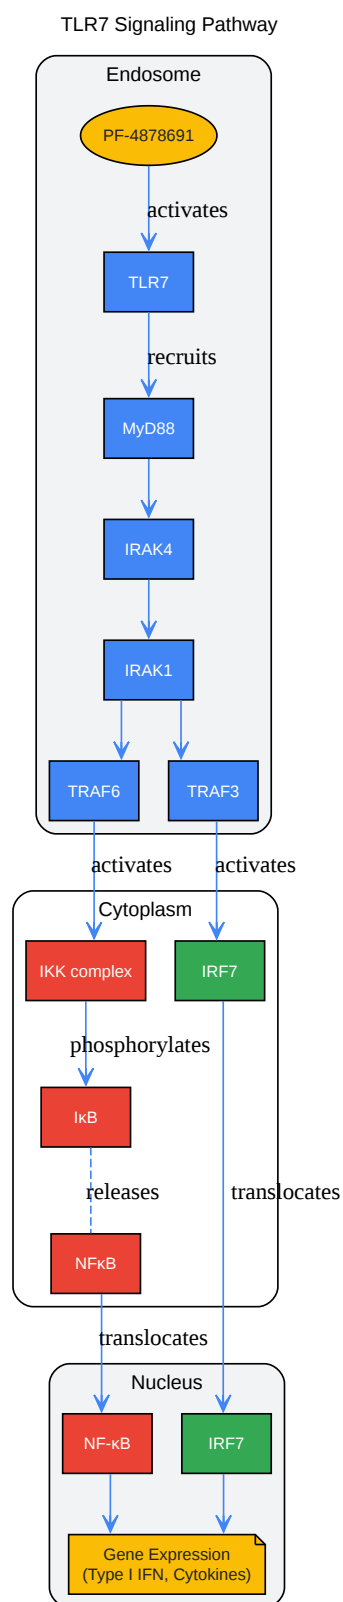 TLR7 Signaling Pathway
Endosome
PF-4878691
activates
TLR7
recruits
MyD88
IRAK4
IRAK1
TRAF6
TRAF3
activates
activates
Cytoplasm
IKK complex
IRF7
phosphorylates
IκB
releases
translocates
NFκB
translocates
Nucleus
NF-κB
IRF7
Gene Expression
(Type I IFN, Cytokines)